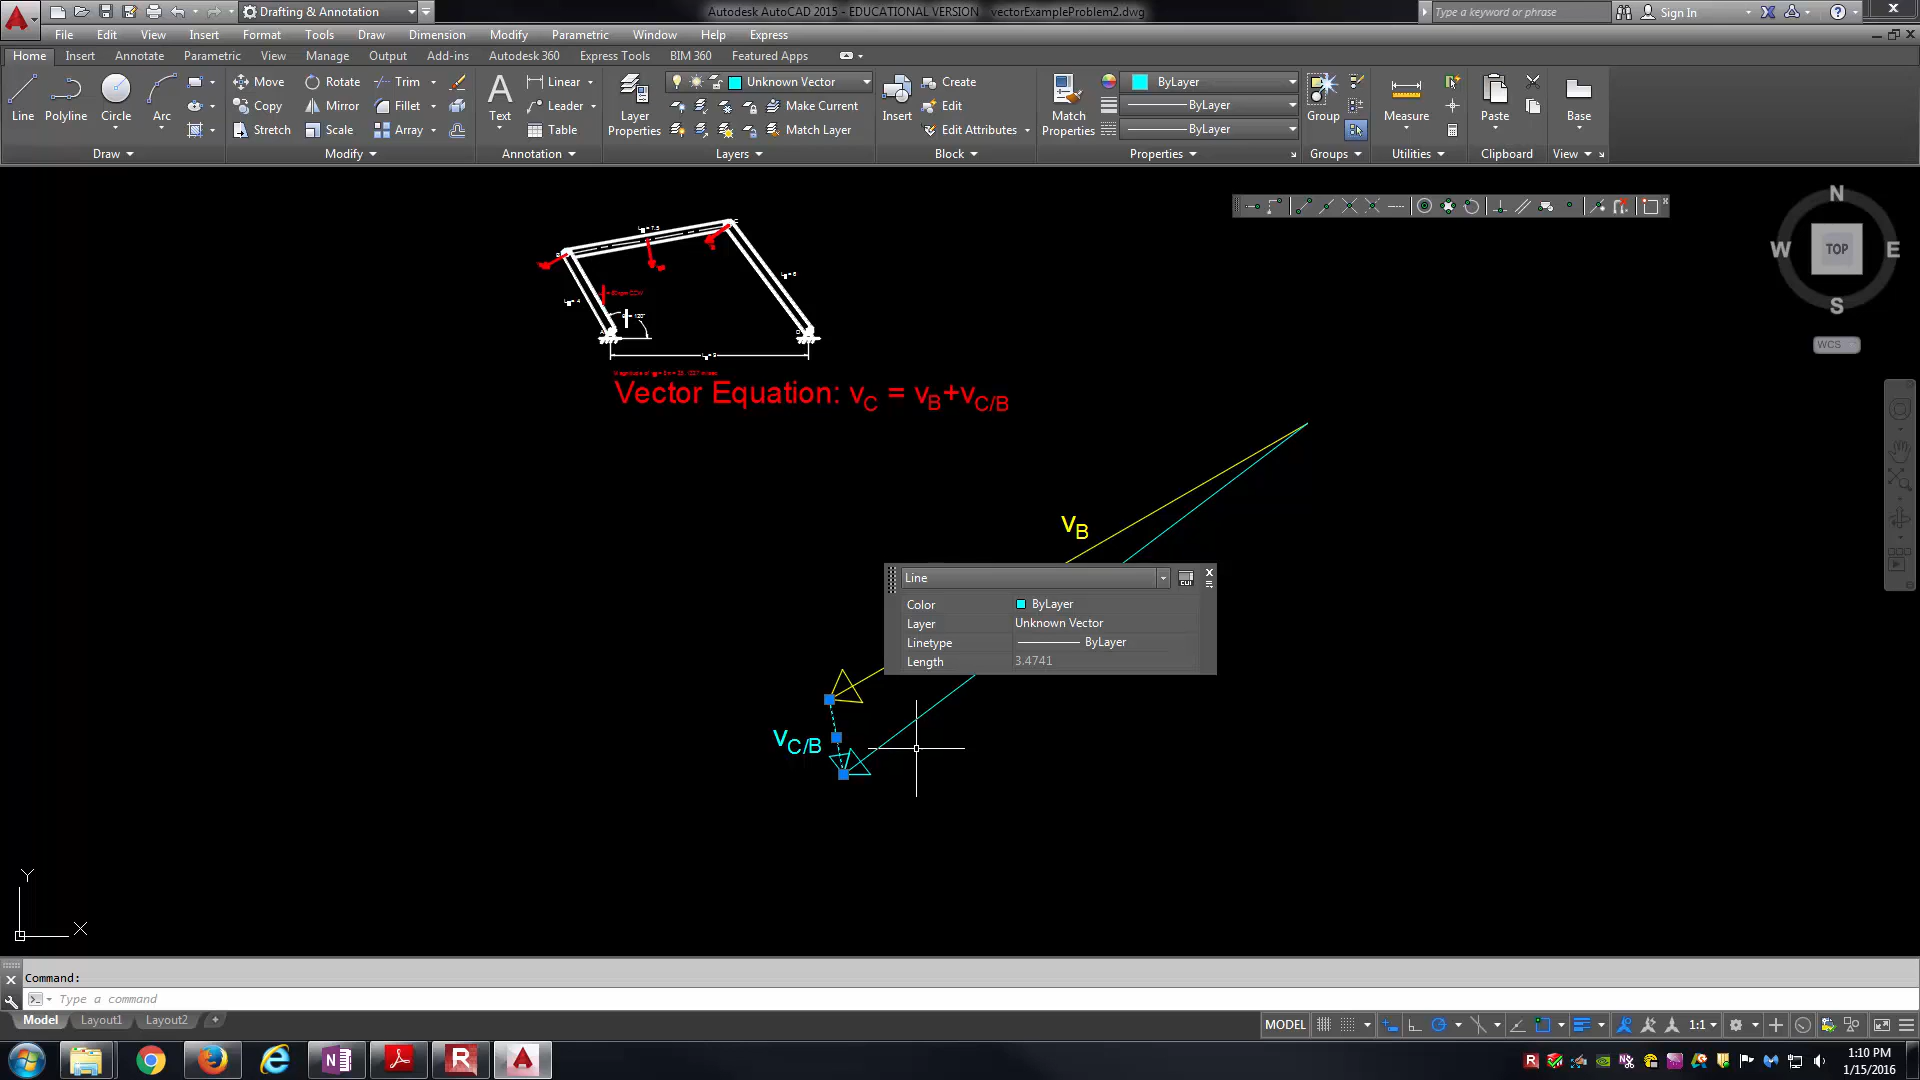 Drafting & Annotation
Autodesk AutoCAD 2015 - EDUCATIONAL VERSION vectorExampleProblem2.dwg
Type a keyword or phrase
Sign In
File Edit View Insert Format Tools Draw Dimension Modify Parametric Window Help Express
Home Insert Annotate Parametric View Manage Output Add-ins Autodesk 360 Express Tools BIM 360 Featured Apps
Line Polyline Circle Arc
Move Rotate Trim
Copy Mirror Fillet
Stretch Scale Array
Text
Linear
Leader
Table
Layer Properties
Unknown Vector
Make Current
Match Layer
Insert
Create
Edit
Edit Attributes
Match Properties
ByLayer
ByLayer
ByLayer
Group
Measure
Paste
Base
Draw Modify Annotation Layers Block Properties Groups Utilities Clipboard View
N
W TOP E
S
WCS
Vector Equation: vC = vB+vC/B
vB
Line
Color ByLayer
Layer Unknown Vector
Linetype ByLayer
Length 3.4741
vC/B
Y
X
Command:
Type a command
Model Layout1 Layout2 +
MODEL 1:1
1:10 PM
1/15/2016